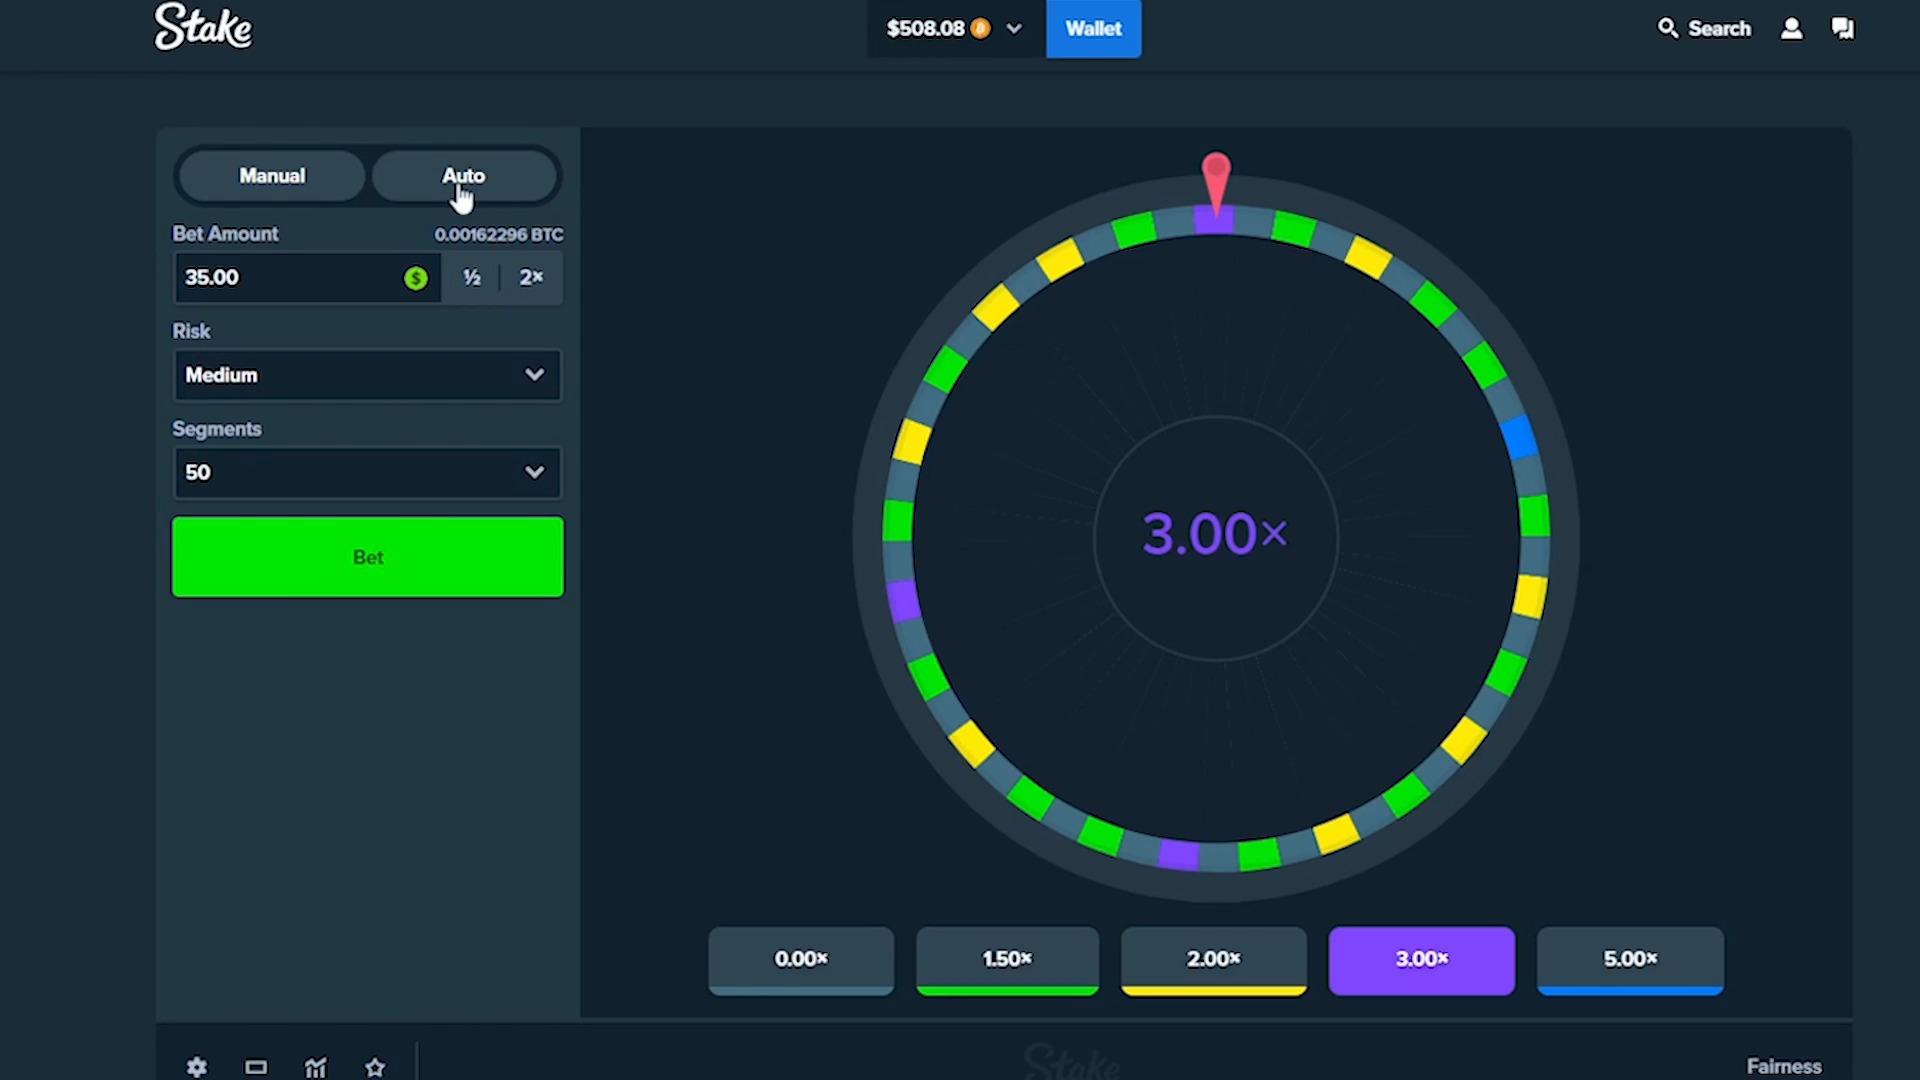 Stake
$508.08
Wallet
Search
Manual
Auto
Bet Amount
0.00162296 BTC
35.00
$
½
2×
Risk
Medium
Segments
50
Bet
3.00×
0.00×
1.50×
2.00×
3.00×
5.00×
Stake
Fairness